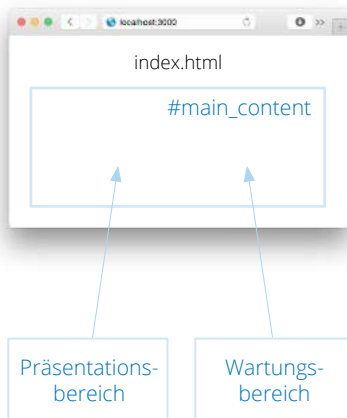 localhost:3000
index.html
#main_content
Präsentations-
bereich
Wartungs-
bereich